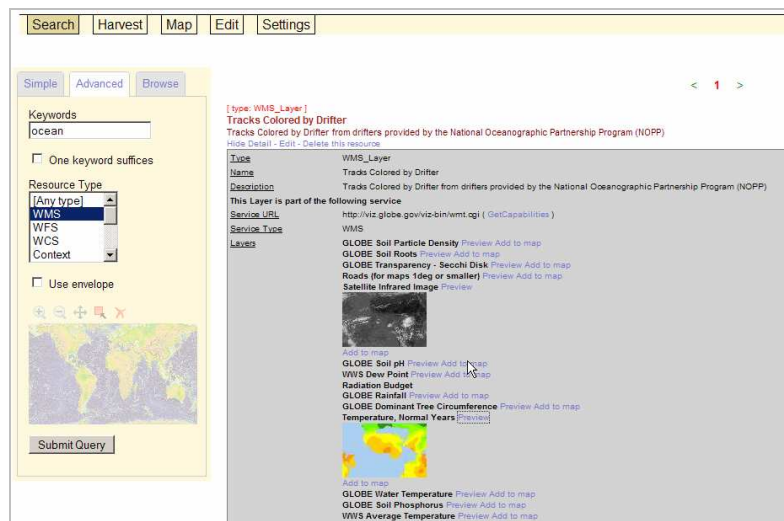 Search Harvest Map Edit Settings
Simple Advanced Browse
Keywords
ocean
One keyword suffices
Resource Type
[Any type]
WMS
WFS
WCS
Context
Use envelope
Submit Query
< 1 >
[ type: WMS_Layer ]
Tracks Colored by Drifter
Tracks Colored by Drifter from drifters provided by the National Oceanographic Partnership Program (NOPP)
Hide Detail - Edit - Delete this resource
Type WMS_Layer
Name Tracks Colored by Drifter
Description Tracks Colored by Drifter from drifters provided by the National Oceanographic Partnership Program (NOPP)
This Layer is part of the following service
Service URL http://viz.globe.gov/viz-bin/wmt.cgi ( GetCapabilities )
Service Type WMS
Layers GLOBE Soil Particle Density Preview Add to map
GLOBE Soil Roots Preview Add to map
GLOBE Transparency - Secchi Disk Preview Add to map
Roads (for maps 1deg or smaller) Preview Add to map
Satellite Infrared Image Preview
Add to map
GLOBE Soil pH Preview Add to map
WWS Dew Point Preview Add to map
Radiation Budget
GLOBE Rainfall Preview Add to map
GLOBE Dominant Tree Circumference Preview Add to map
Temperature, Normal Years Preview
Add to map
GLOBE Water Temperature Preview Add to map
GLOBE Soil Phosphorus Preview Add to map
WWS Average Temperature Preview Add to map